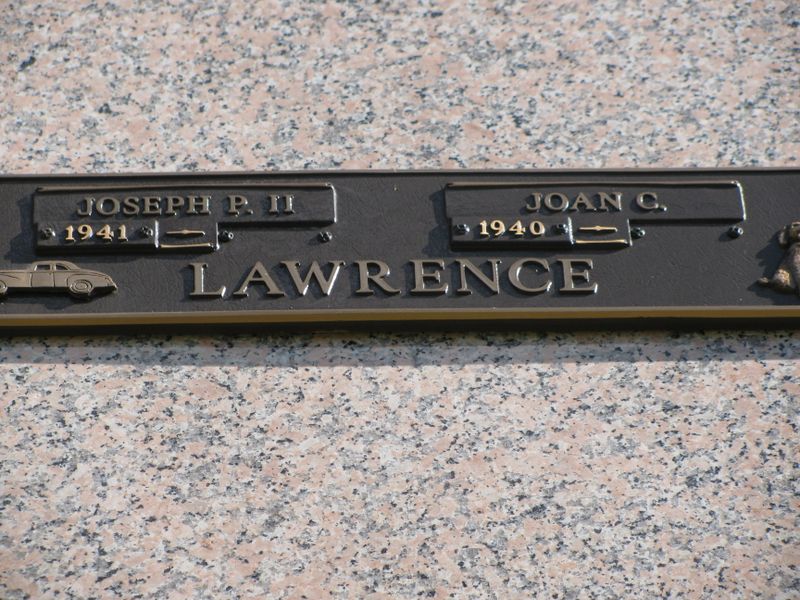 JOSEPH P. II
1941 –
JOAN C.
1940 –
LAWRENCE